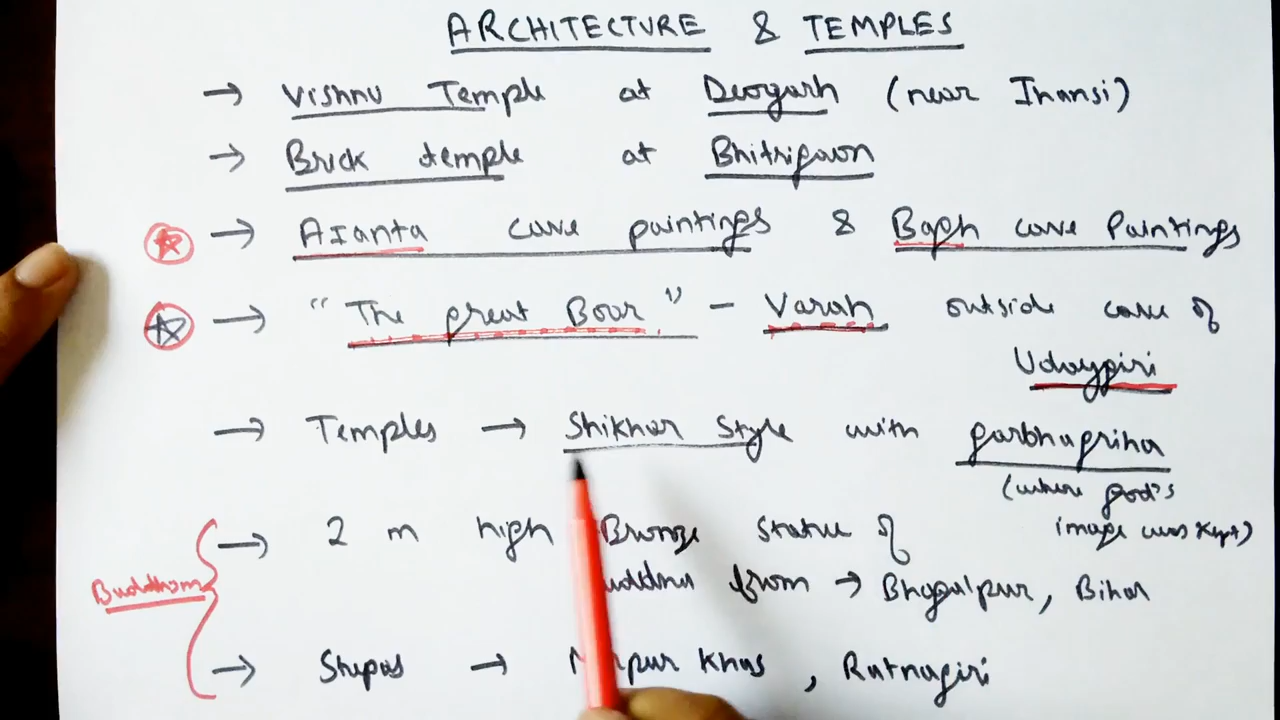 ARCHITECTURE & TEMPLES
→ Vishnu Temple at Deogarh (near Jhansi)
→ Brick temple at Bhitrigaon
→ Ajanta cave paintings & Bagh cave Paintings
→ "The great Boar" – Varah outside cave of
Udaygiri
→ Temples → Shikhar Style with garbhagriha
(where god's
image was kept)
→ 2 m high Bronze Statue of
uddha from → Bhagalpur, Bihar
Buddhism
→ Stupas → pur Khas, Ratnagiri